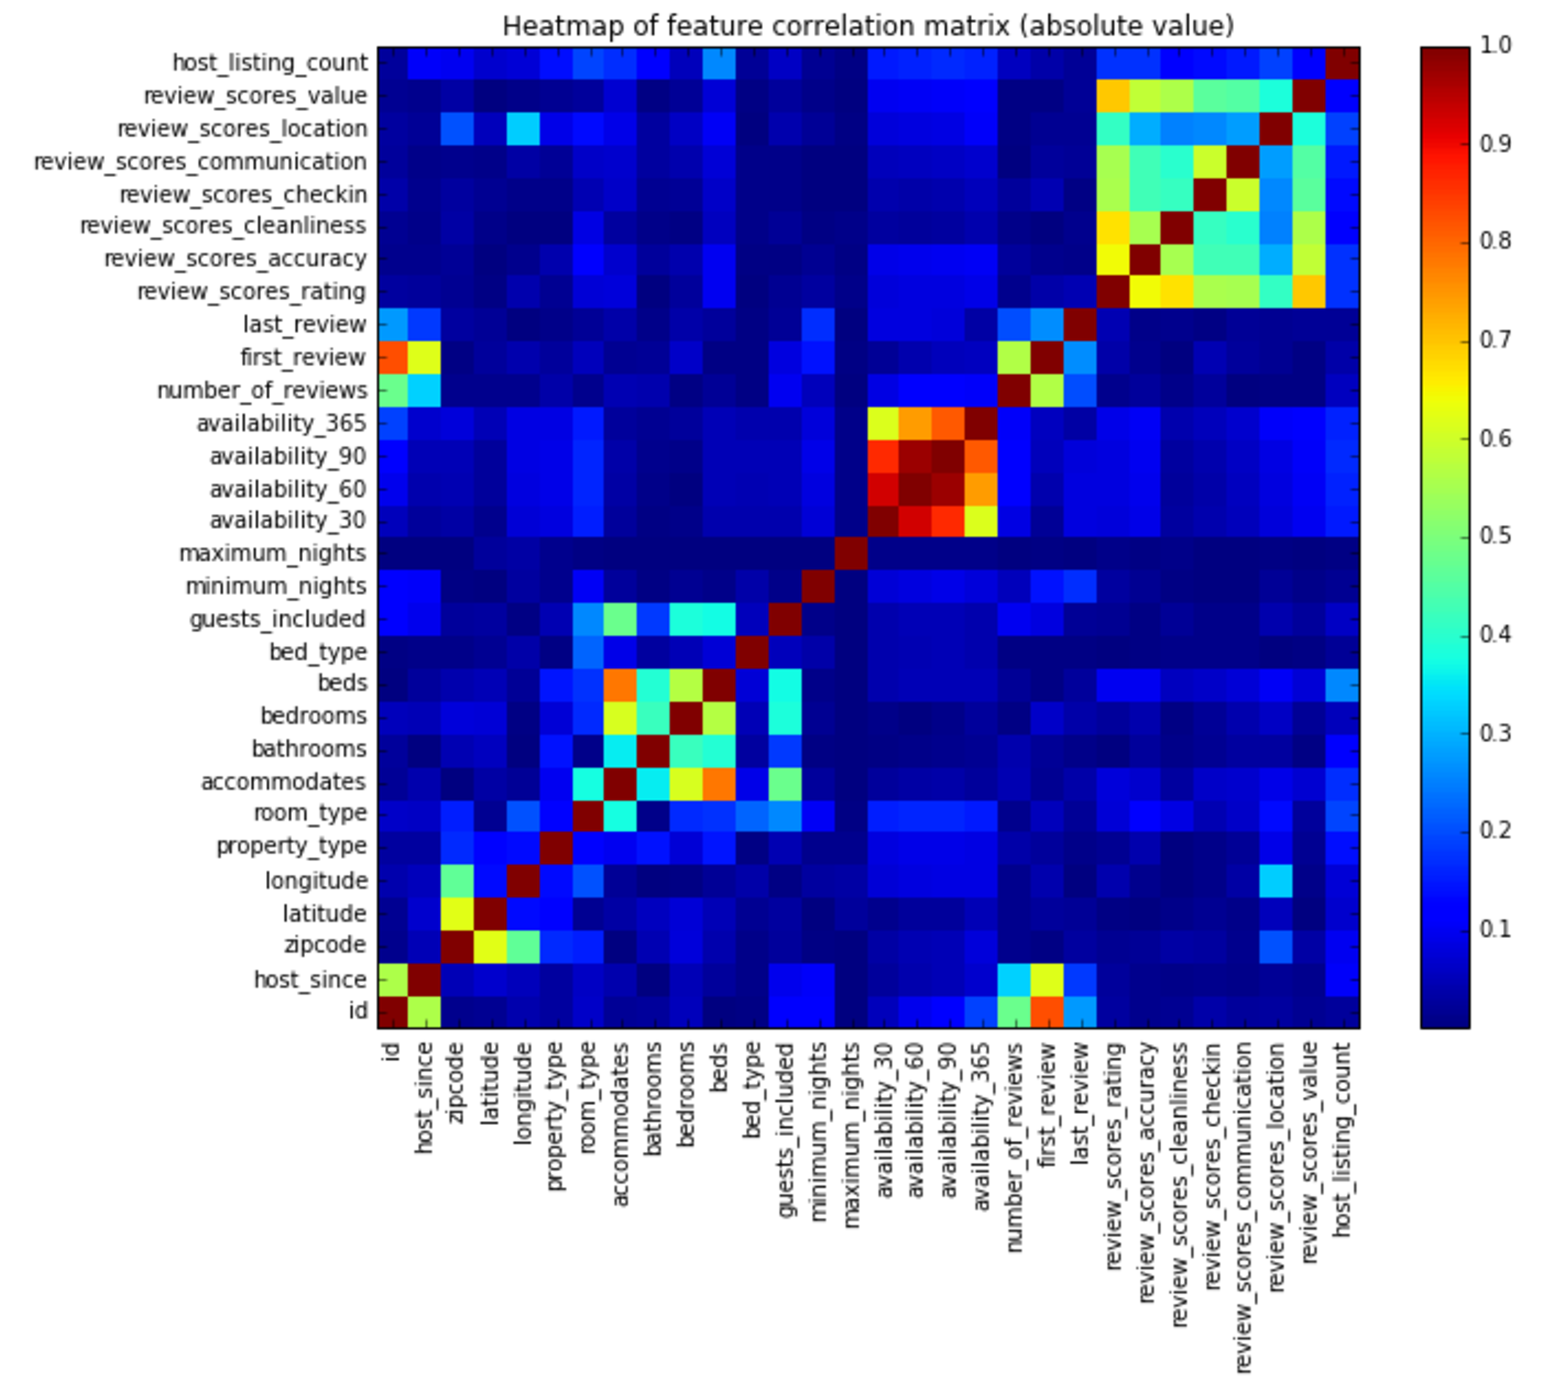 Heatmap of feature correlation matrix (absolute value)
host_listing_count
review_scores_value
review_scores_location
review_scores_communication
review_scores_checkin
review_scores_cleanliness
review_scores_accuracy
review_scores_rating
last_review
first_review
number_of_reviews
availability_365
availability_90
availability_60
availability_30
maximum_nights
minimum_nights
guests_included
bed_type
beds
bedrooms
bathrooms
accommodates
room_type
property_type
longitude
latitude
zipcode
host_since
id
id
host_since
zipcode
latitude
longitude
property_type
room_type
accommodates
bathrooms
bedrooms
beds
bed_type
guests_included
minimum_nights
maximum_nights
availability_30
availability_60
availability_90
availability_365
number_of_reviews
first_review
last_review
review_scores_rating
review_scores_accuracy
review_scores_cleanliness
review_scores_checkin
review_scores_communication
review_scores_location
review_scores_value
host_listing_count
1.0
0.9
0.8
0.7
0.6
0.5
0.4
0.3
0.2
0.1